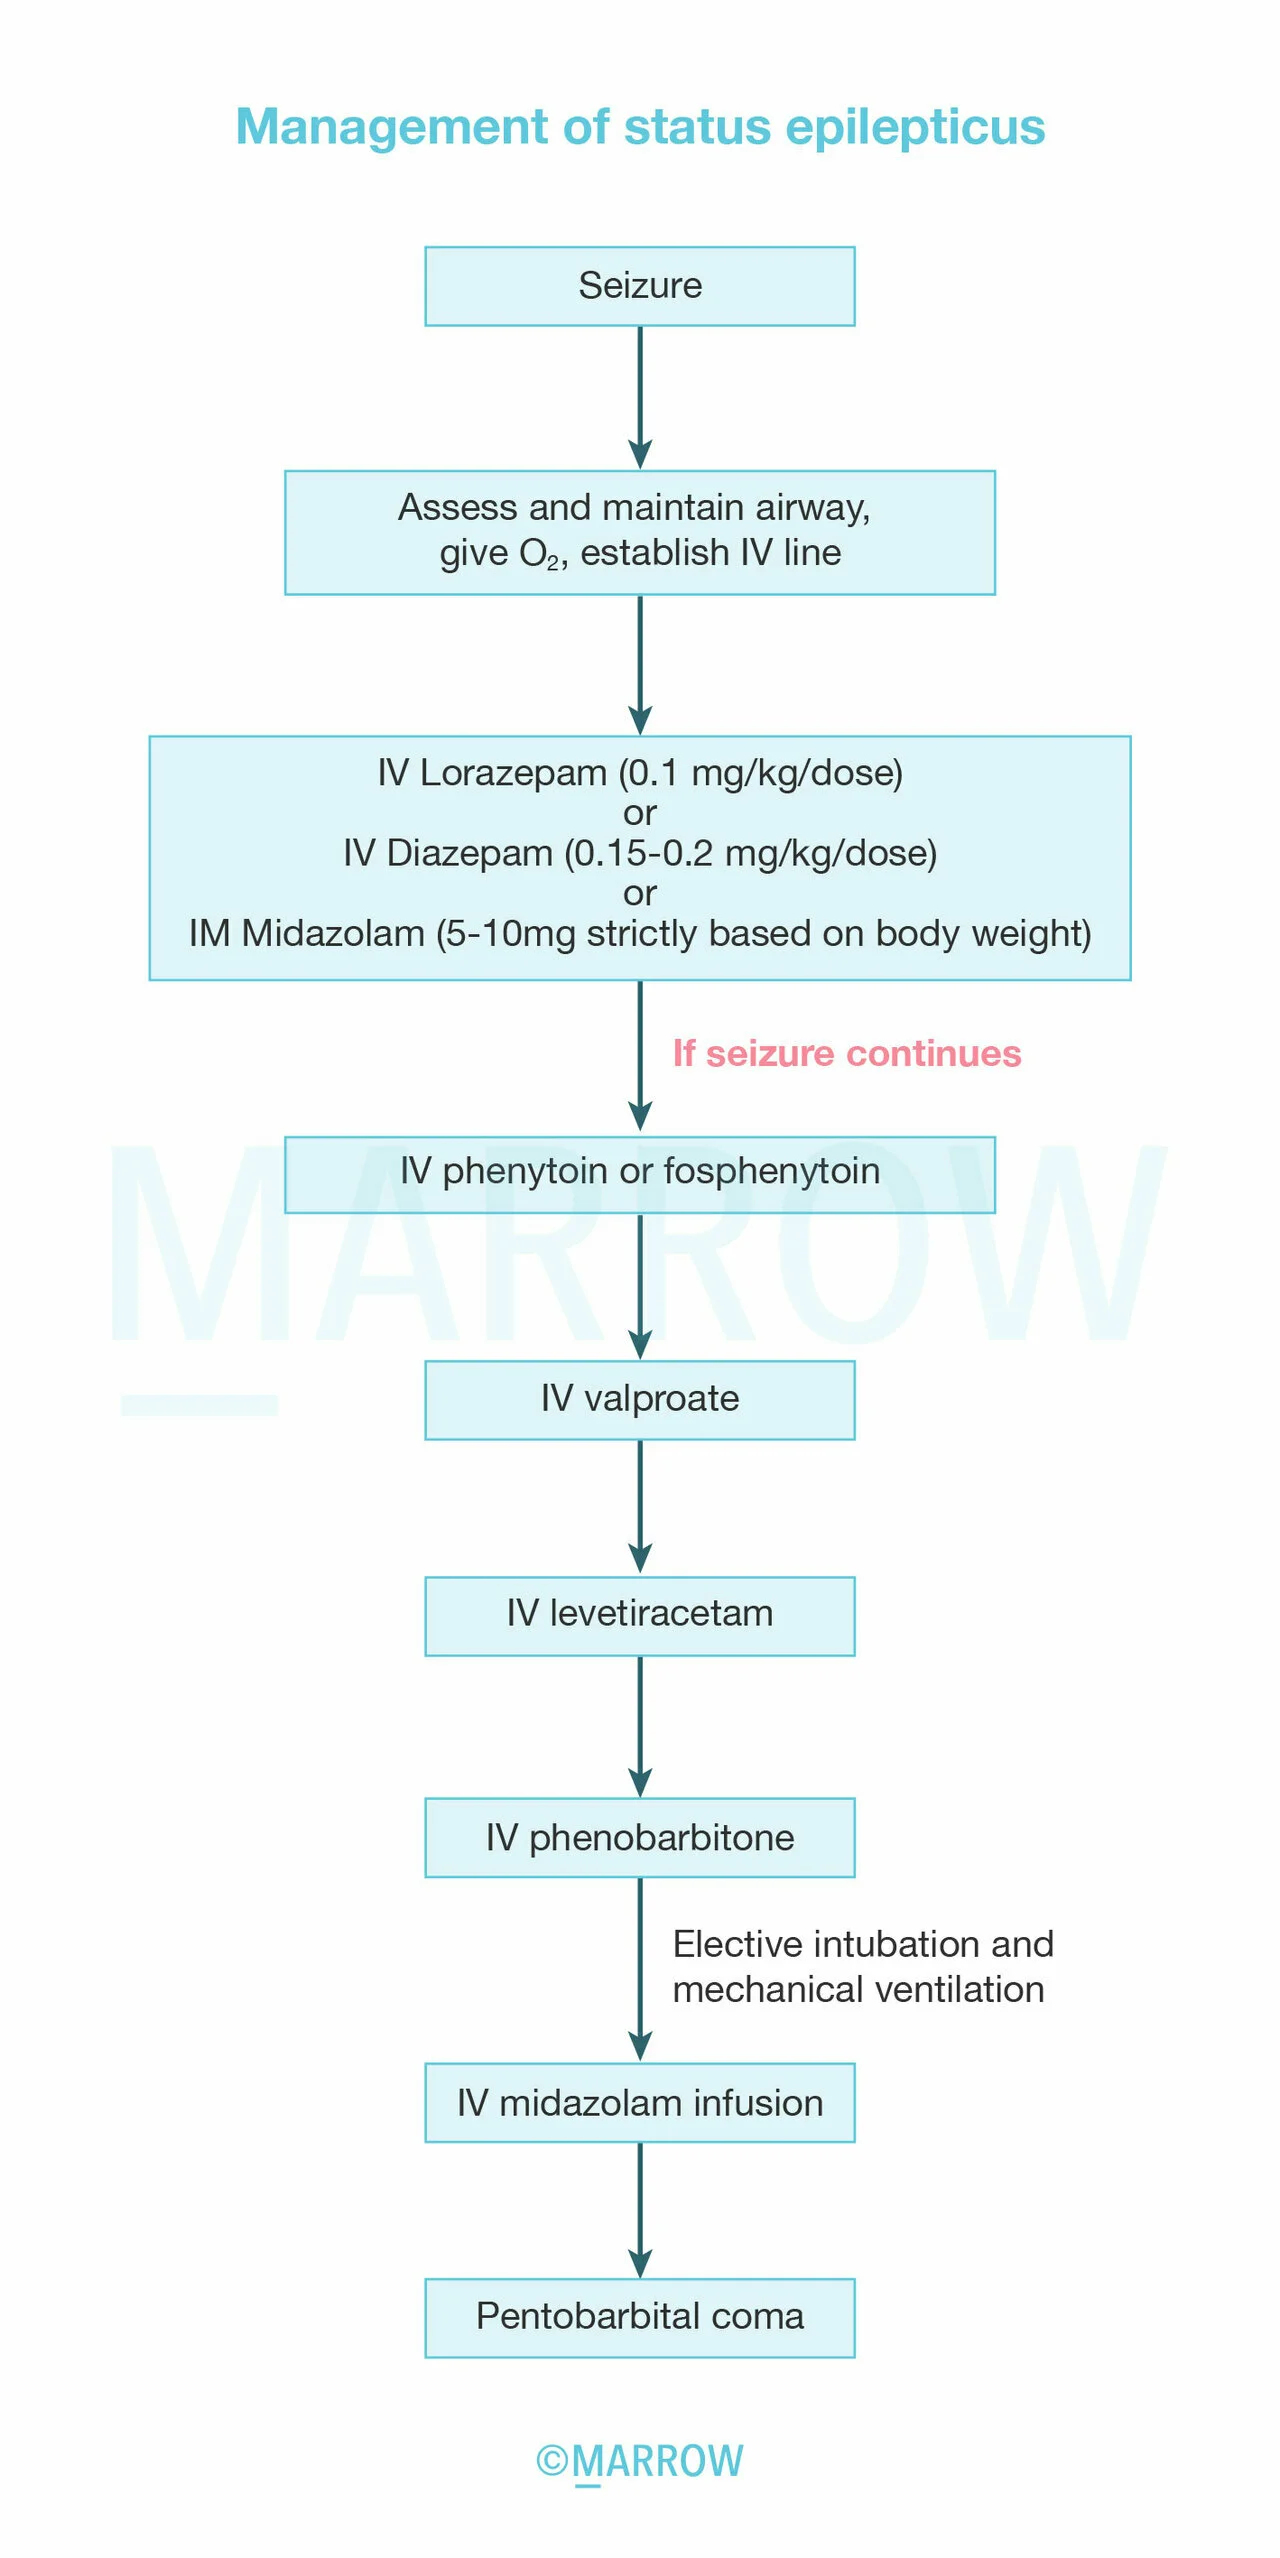 Management of status epilepticus
Seizure
Assess and maintain airway,
give O₂, establish IV line
IV Lorazepam (0.1 mg/kg/dose)
or
IV Diazepam (0.15-0.2 mg/kg/dose)
or
IM Midazolam (5-10mg strictly based on body weight)
If seizure continues
IV phenytoin or fosphenytoin
MARROW
IV valproate
IV levetiracetam
IV phenobarbitone
Elective intubation and
mechanical ventilation
IV midazolam infusion
Pentobarbital coma
©MARROW